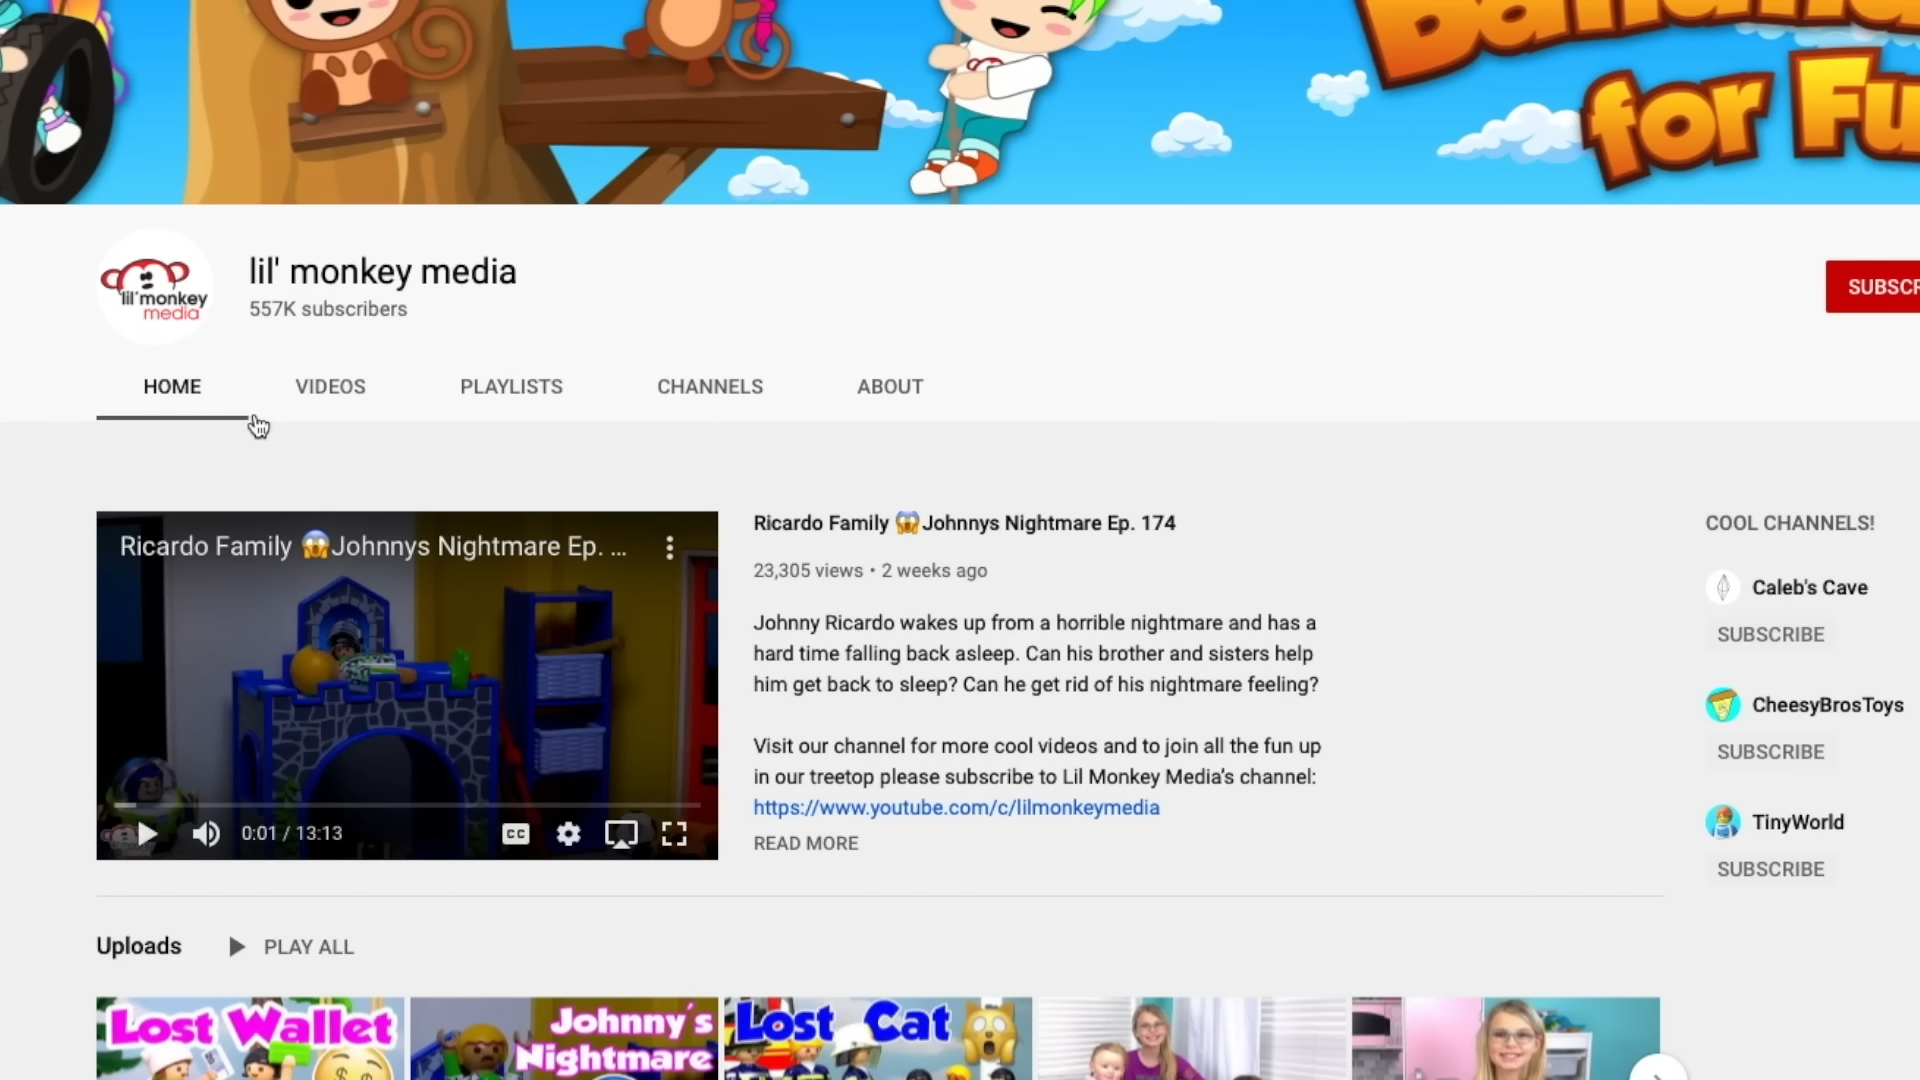 for Fu
lil' monkey media
557K subscribers
lil'monkey
media
SUBSCR
HOME VIDEOS PLAYLISTS CHANNELS ABOUT
Ricardo Family 😱Johnnys Nightmare Ep. ...
0:01 / 13:13
CC
Ricardo Family 😱Johnnys Nightmare Ep. 174
23,305 views • 2 weeks ago
Johnny Ricardo wakes up from a horrible nightmare and has a
hard time falling back asleep. Can his brother and sisters help
him get back to sleep? Can he get rid of his nightmare feeling?
Visit our channel for more cool videos and to join all the fun up
in our treetop please subscribe to Lil Monkey Media’s channel:
https://www.youtube.com/c/lilmonkeymedia
READ MORE
COOL CHANNELS!
Caleb's Cave
SUBSCRIBE
CheesyBrosToys
SUBSCRIBE
TinyWorld
SUBSCRIBE
Uploads PLAY ALL
Lost Wallet
Johnny's
Nightmare
Lost Cat